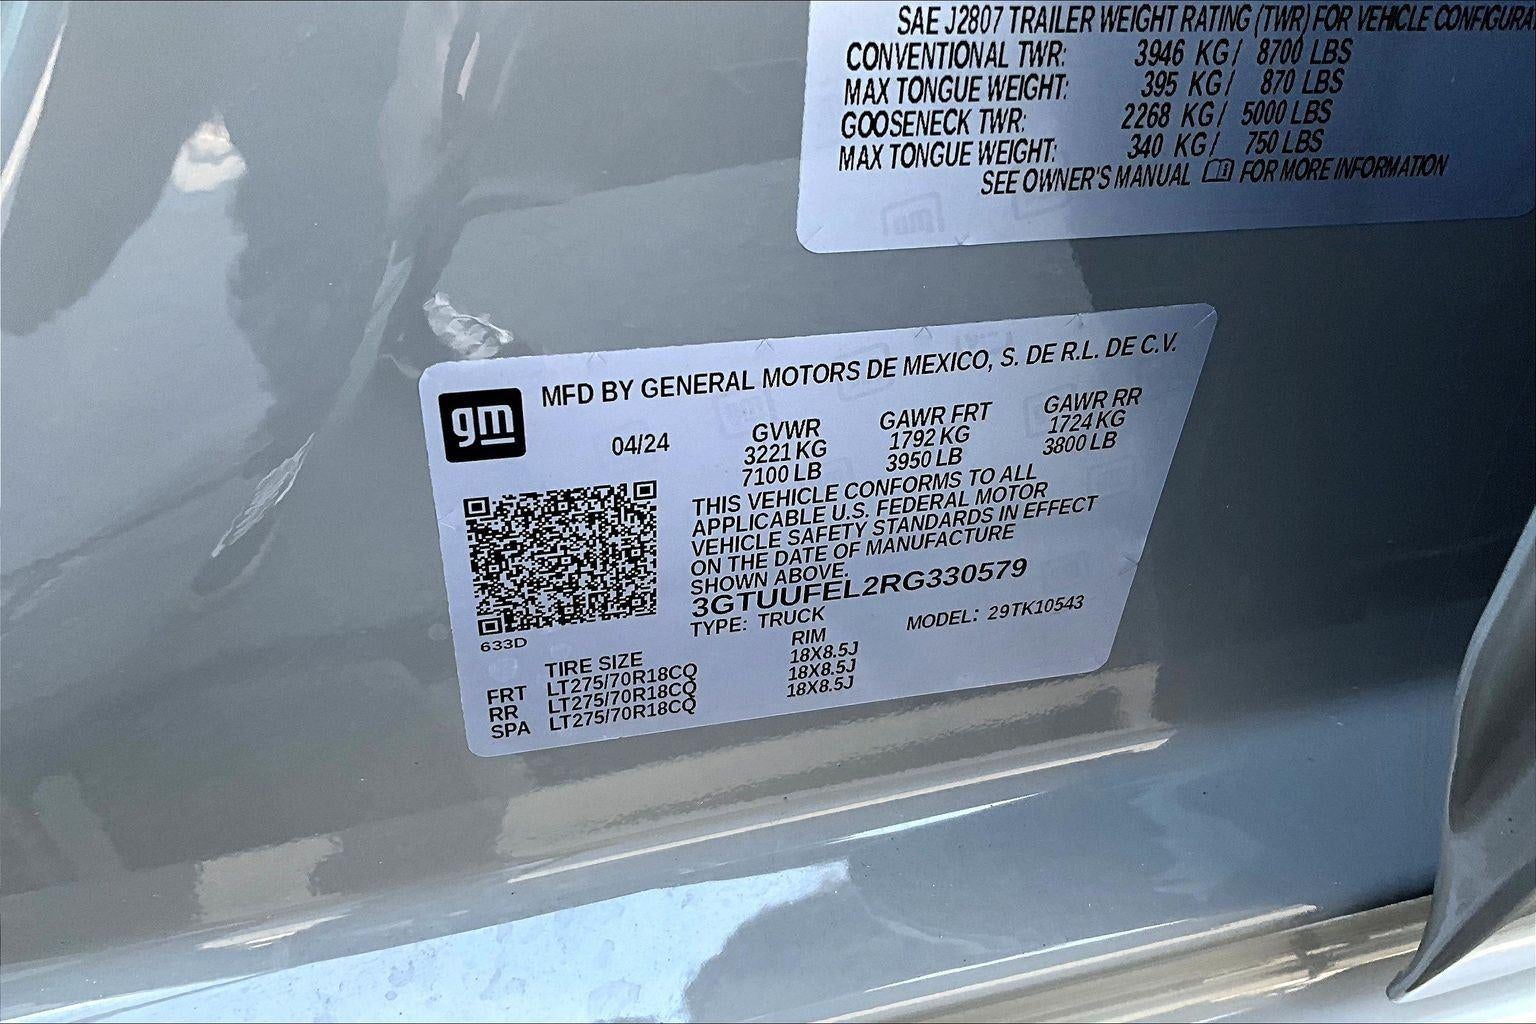 SAE J2807 TRAILER WEIGHT RATING (TWR) FOR VEHICLE
CONVENTIONAL TWR: 3946 KG/ 8700 LBS
MAX TONGUE WEIGHT: 395 KG/ 870 LBS
GOOSENECK TWR: 2268 KG/ 5000 LBS
MAX TONGUE WEIGHT: 340 KG/ 750 LBS
SEE OWNER'S MANUAL FOR MORE INFORMATION
gm
MFD BY GENERAL MOTORS DE MEXICO, S. DE R.L. DE C.V.
04/24 GVWR GAWR FRT GAWR RR
3221 KG 1792 KG 1724 KG
7100 LB 3950 LB 3800 LB
THIS VEHICLE CONFORMS TO ALL
APPLICABLE U.S. FEDERAL MOTOR
VEHICLE SAFETY STANDARDS IN EFFECT
ON THE DATE OF MANUFACTURE
SHOWN ABOVE.
3GTUUFEL2RG330579
TYPE: TRUCK MODEL: 29TK10543
633D
TIRE SIZE RIM
FRT LT275/70R18CQ 18X8.5J
RR LT275/70R18CQ 18X8.5J
SPA LT275/70R18CQ 18X8.5J